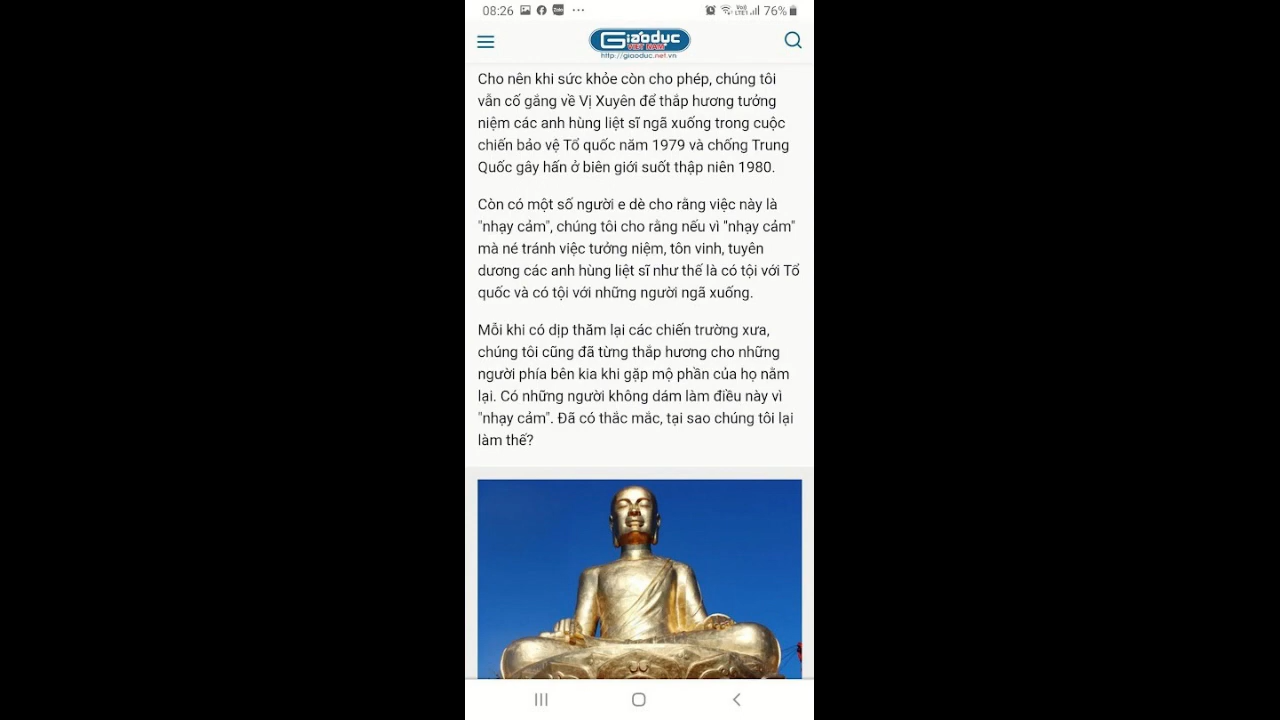 08:26
76%
Giáoduc
VIỆT NAM
http://giaoduc.net.vn
Cho nên khi sức khỏe còn cho phép, chúng tôi
vẫn cố gắng về Vị Xuyên để thắp hương tưởng
niệm các anh hùng liệt sĩ ngã xuống trong cuộc
chiến bảo vệ Tổ quốc năm 1979 và chống Trung
Quốc gây hấn ở biên giới suốt thập niên 1980.
Còn có một số người e dè cho rằng việc này là
"nhạy cảm", chúng tôi cho rằng nếu vì "nhạy cảm"
mà né tránh việc tưởng niệm, tôn vinh, tuyên
dương các anh hùng liệt sĩ như thế là có tội với Tổ
quốc và có tội với những người ngã xuống.
Mỗi khi có dịp thăm lại các chiến trường xưa,
chúng tôi cũng đã từng thắp hương cho những
người phía bên kia khi gặp mộ phần của họ nằm
lại. Có những người không dám làm điều này vì
"nhạy cảm". Đã có thắc mắc, tại sao chúng tôi lại
làm thế?